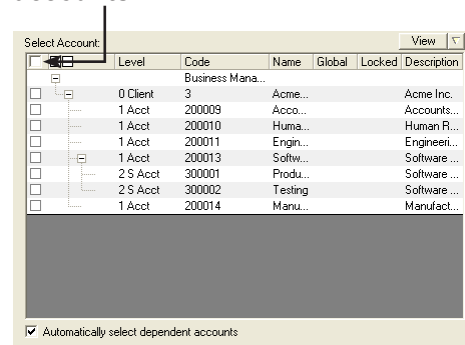 Select Account:
View
Level Code Name Global Locked Description
Business Mana...
0 Client 3 Acme... Acme Inc.
1 Acct 200009 Acco... Accounts...
1 Acct 200010 Huma... Human R...
1 Acct 200011 Engin... Engineeri...
1 Acct 200013 Softw... Software ...
2 S Acct 300001 Produ... Software ...
2 S Acct 300002 Testing Software ...
1 Acct 200014 Manu... Manufact...
Automatically select dependent accounts